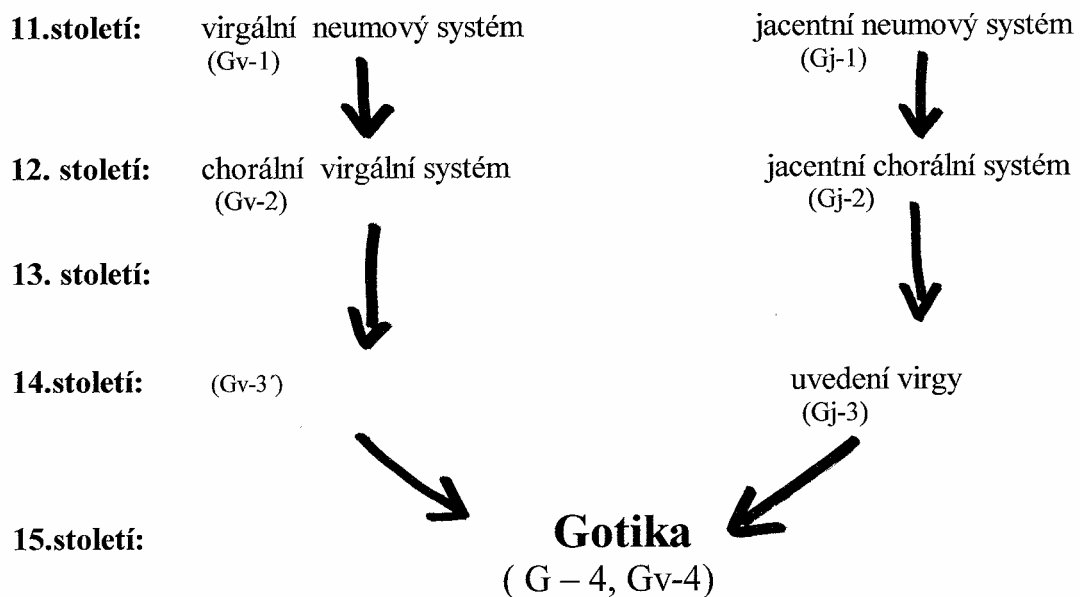 11.století: virgální neumový systém jacentní neumový systém
(Gv-1) (Gj-1)
12. století: chorální virgální systém jacentní chorální systém
(Gv-2) (Gj-2)
13. století:
14.století: (Gv-3´) uvedení virgy
(Gj-3)
15.století: Gotika
( G – 4, Gv-4)